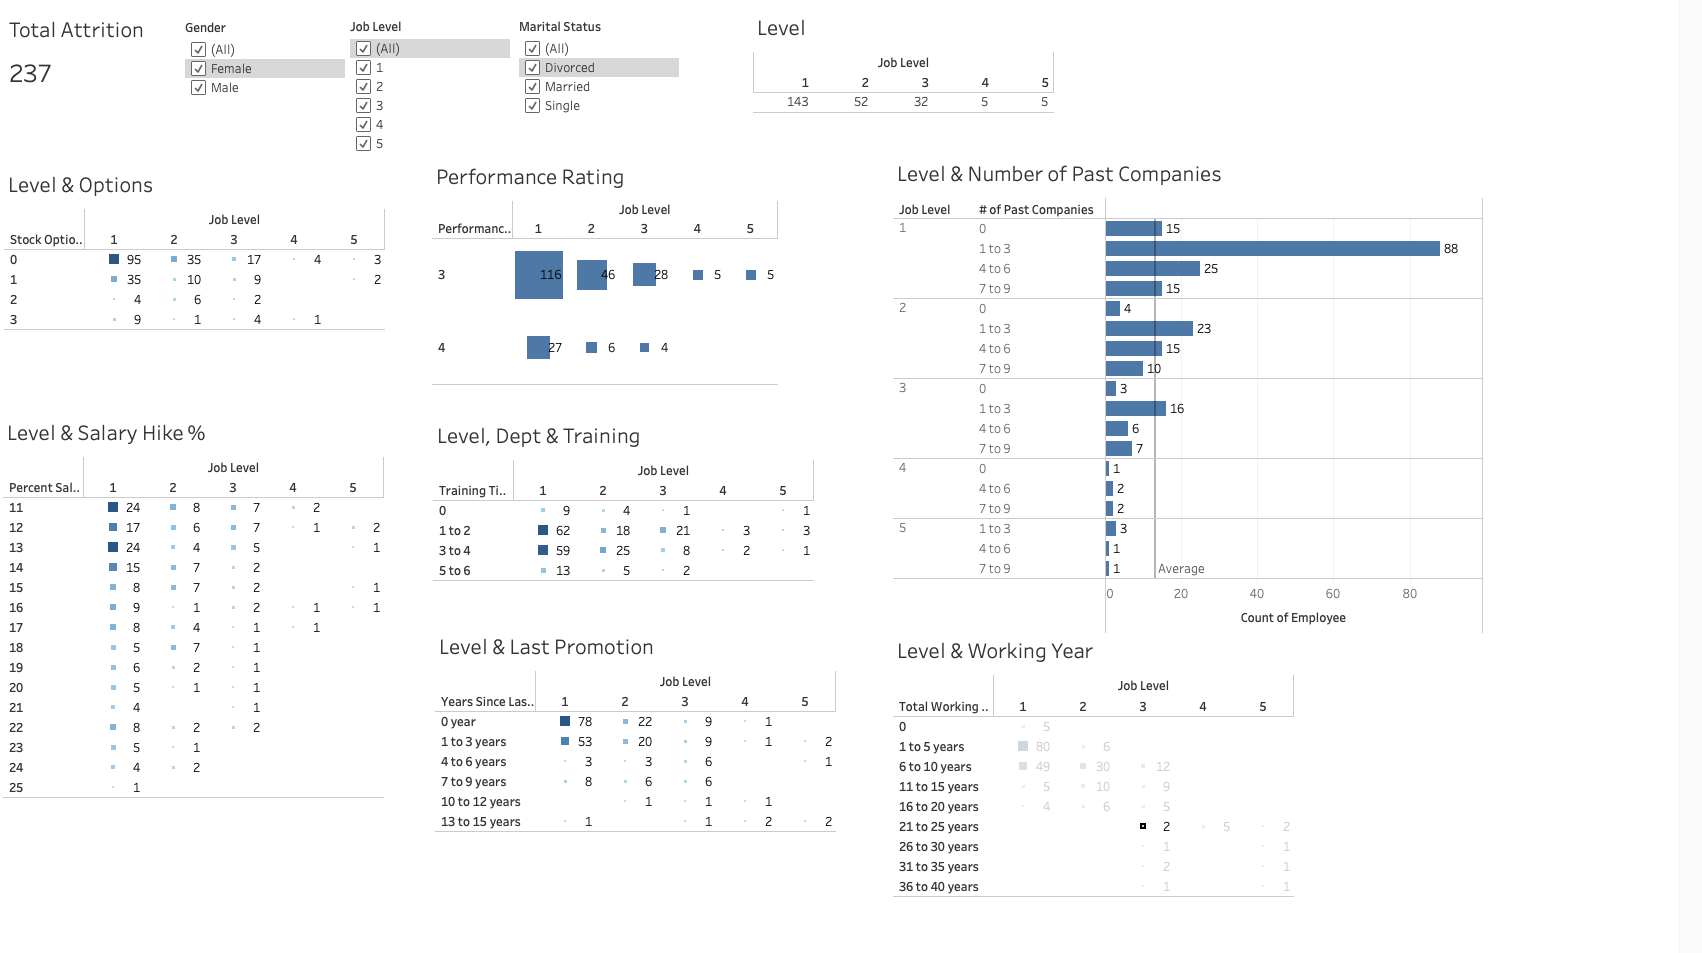 Total Attrition
237
Gender
(All)
Female
Male
Job Level
(All)
1
2
3
4
5
Marital Status
(All)
Divorced
Married
Single
Level
Job Level
1 2 3 4 5
143 52 32 5 5
Level & Options
Job Level
Stock Optio.. 1 2 3 4 5
0 95 35 17 4 3
1 35 10 9 2
2 4 6 2
3 9 1 4 1
Performance Rating
Job Level
Performanc.. 1 2 3 4 5
3 116 46 28 5 5
4 27 6 4
Level & Number of Past Companies
Job Level # of Past Companies
1 0 15
1 to 3 88
4 to 6 25
7 to 9 15
2 0 4
1 to 3 23
4 to 6 15
7 to 9 10
3 0 3
1 to 3 16
4 to 6 6
7 to 9 7
4 0 1
4 to 6 2
7 to 9 2
5 1 to 3 3
4 to 6 1
7 to 9 1 Average
0 20 40 60 80
Count of Employee
Level & Salary Hike %
Job Level
Percent Sal.. 1 2 3 4 5
11 24 8 7 2
12 17 6 7 1 2
13 24 4 5 1
14 15 7 2
15 8 7 2 1
16 9 1 2 1 1
17 8 4 1 1
18 5 7 1
19 6 2 1
20 5 1 1
21 4 1
22 8 2 2
23 5 1
24 4 2
25 1
Level, Dept & Training
Job Level
Training Ti.. 1 2 3 4 5
0 9 4 1 1
1 to 2 62 18 21 3 3
3 to 4 59 25 8 2 1
5 to 6 13 5 2
Level & Last Promotion
Job Level
Years Since Las.. 1 2 3 4 5
0 year 78 22 9 1
1 to 3 years 53 20 9 1 2
4 to 6 years 3 3 6 1
7 to 9 years 8 6 6
10 to 12 years 1 1 1
13 to 15 years 1 1 2 2
Level & Working Year
Job Level
Total Working .. 1 2 3 4 5
0 5
1 to 5 years 80 6
6 to 10 years 49 30 12
11 to 15 years 5 10 9
16 to 20 years 4 6 5
21 to 25 years 2 5 2
26 to 30 years 1 1
31 to 35 years 2 1
36 to 40 years 1 1